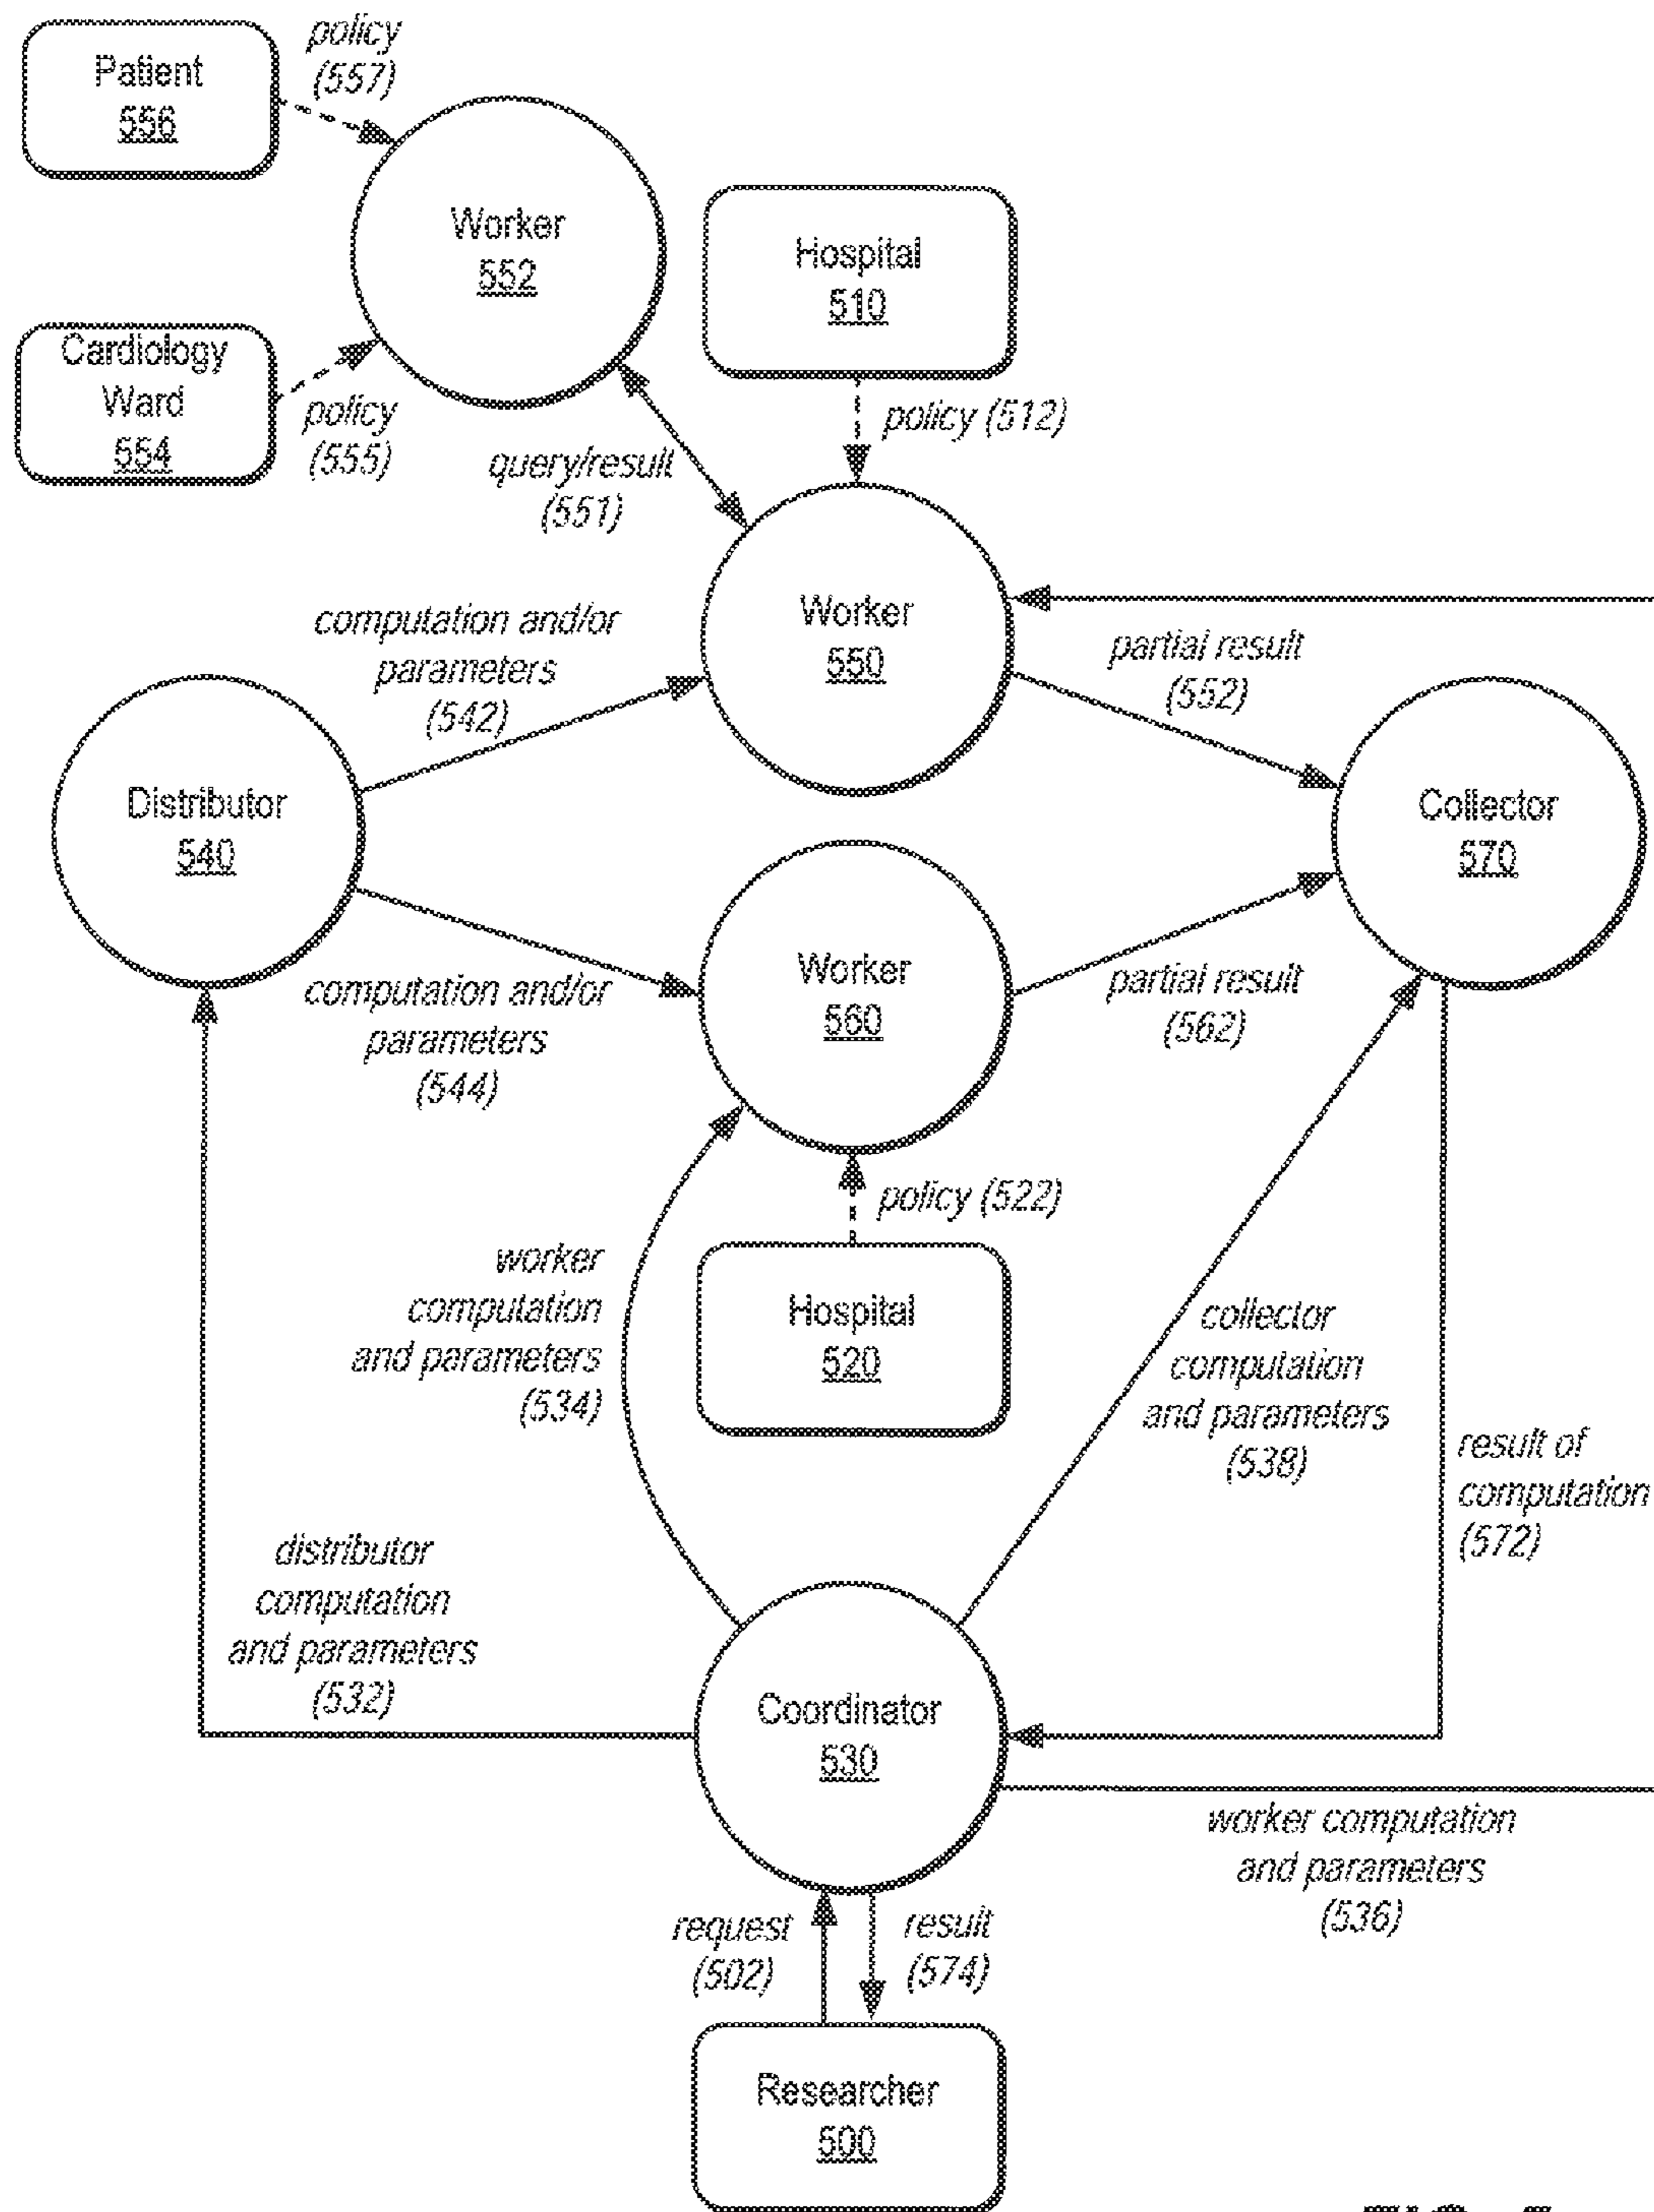 Patient
556
policy
(557)
Worker
552
Hospital
510
Cardiology
Ward
554
policy
(555)
policy (512)
query/result
(551)
Worker
550
computation and/or
parameters
(542)
partial result
(552)
Distributor
540
Collector
570
Worker
560
computation and/or
parameters
(544)
partial result
(562)
policy (522)
worker
computation
and parameters
(534)
Hospital
520
collector
computation
and parameters
(538)
result of
computation
(572)
distributor
computation
and parameters
(532)
Coordinator
530
worker computation
and parameters
(536)
request
(502)
result
(574)
Researcher
500